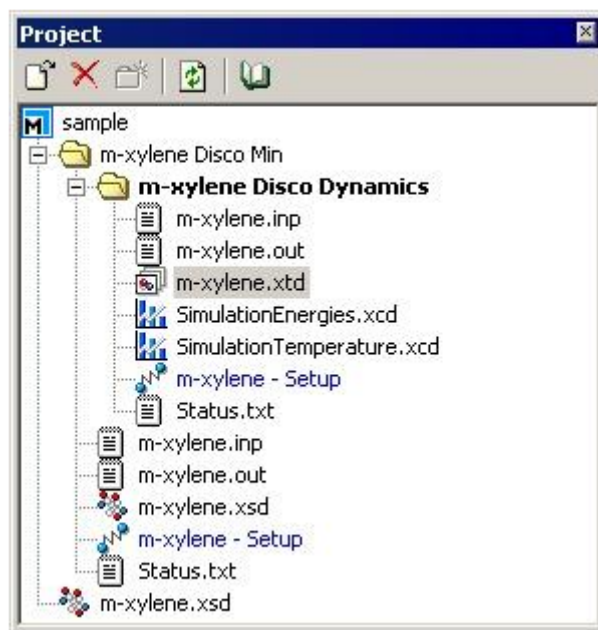 Project
sample
m-xylene Disco Min
m-xylene Disco Dynamics
m-xylene.inp
m-xylene.out
m-xylene.xtd
SimulationEnergies.xcd
SimulationTemperature.xcd
m-xylene - Setup
Status.txt
m-xylene.inp
m-xylene.out
m-xylene.xsd
m-xylene - Setup
Status.txt
m-xylene.xsd